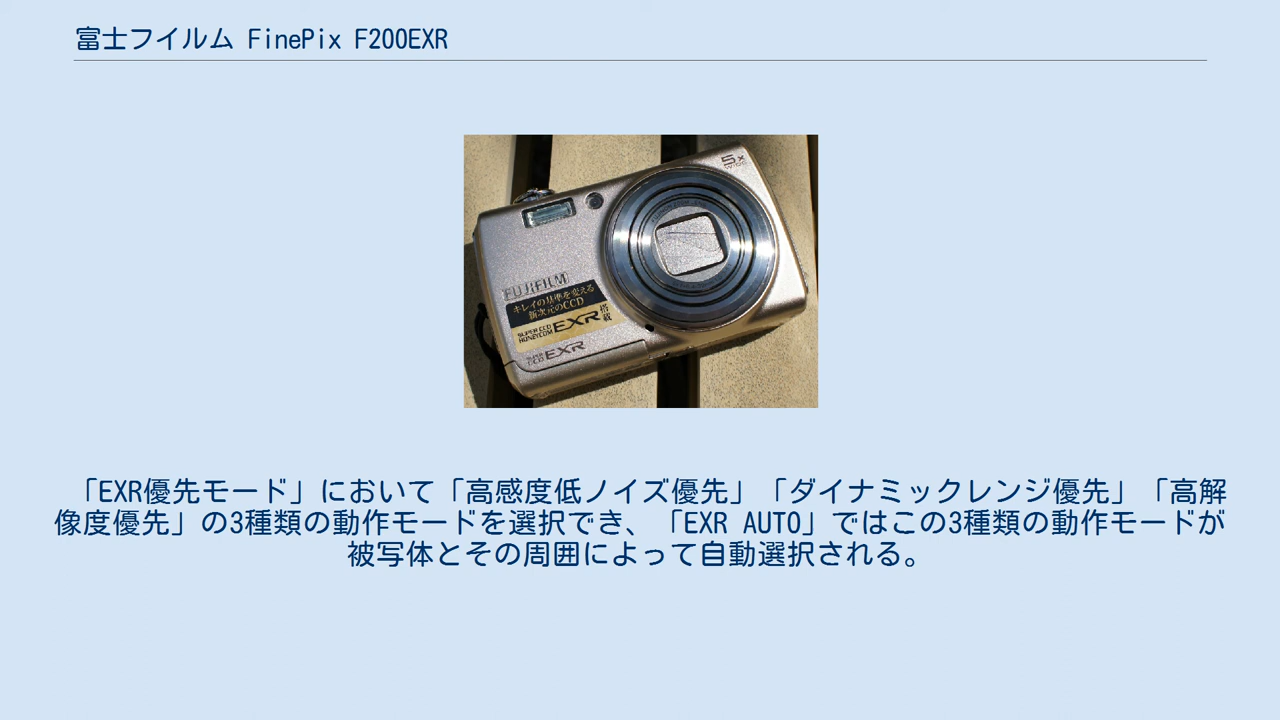 富士フイルム FinePix F200EXR
5x
WIDE
FUJIFILM
キレイの基準を変える
新次元のCCD
SUPER CCD
HONEYCOM EXR 搭載
SUPER
CCD EXR
「EXR優先モード」において「高感度低ノイズ優先」「ダイナミックレンジ優先」「高解
像度優先」の3種類の動作モードを選択でき、「EXR AUTO」ではこの3種類の動作モードが
被写体とその周囲によって自動選択される。